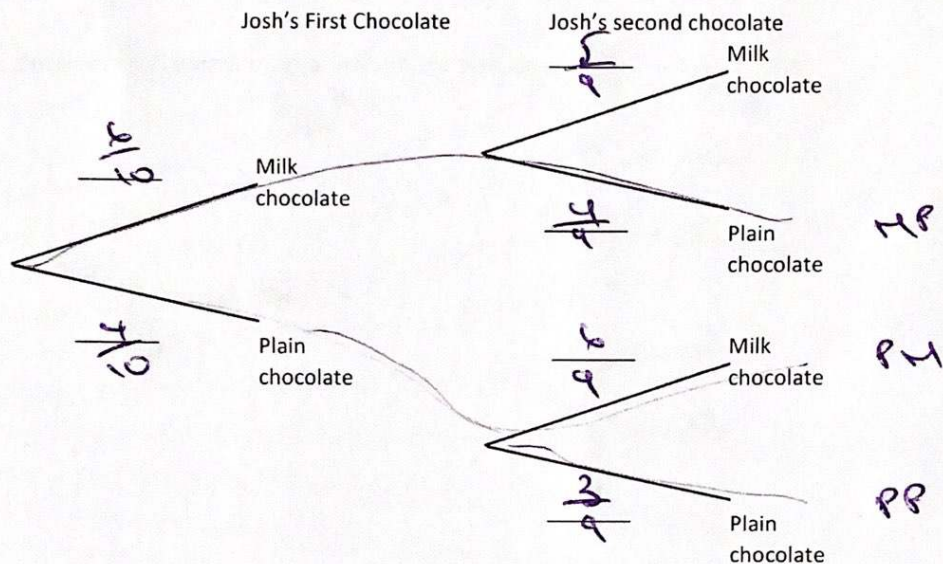 Josh's First Chocolate
Josh's second chocolate
5/9
Milk
chocolate
6/10
Milk
chocolate
4/9
Plain
chocolate
MP
4/10
Plain
chocolate
6/9
Milk
chocolate
PM
3/9
Plain
chocolate
PP